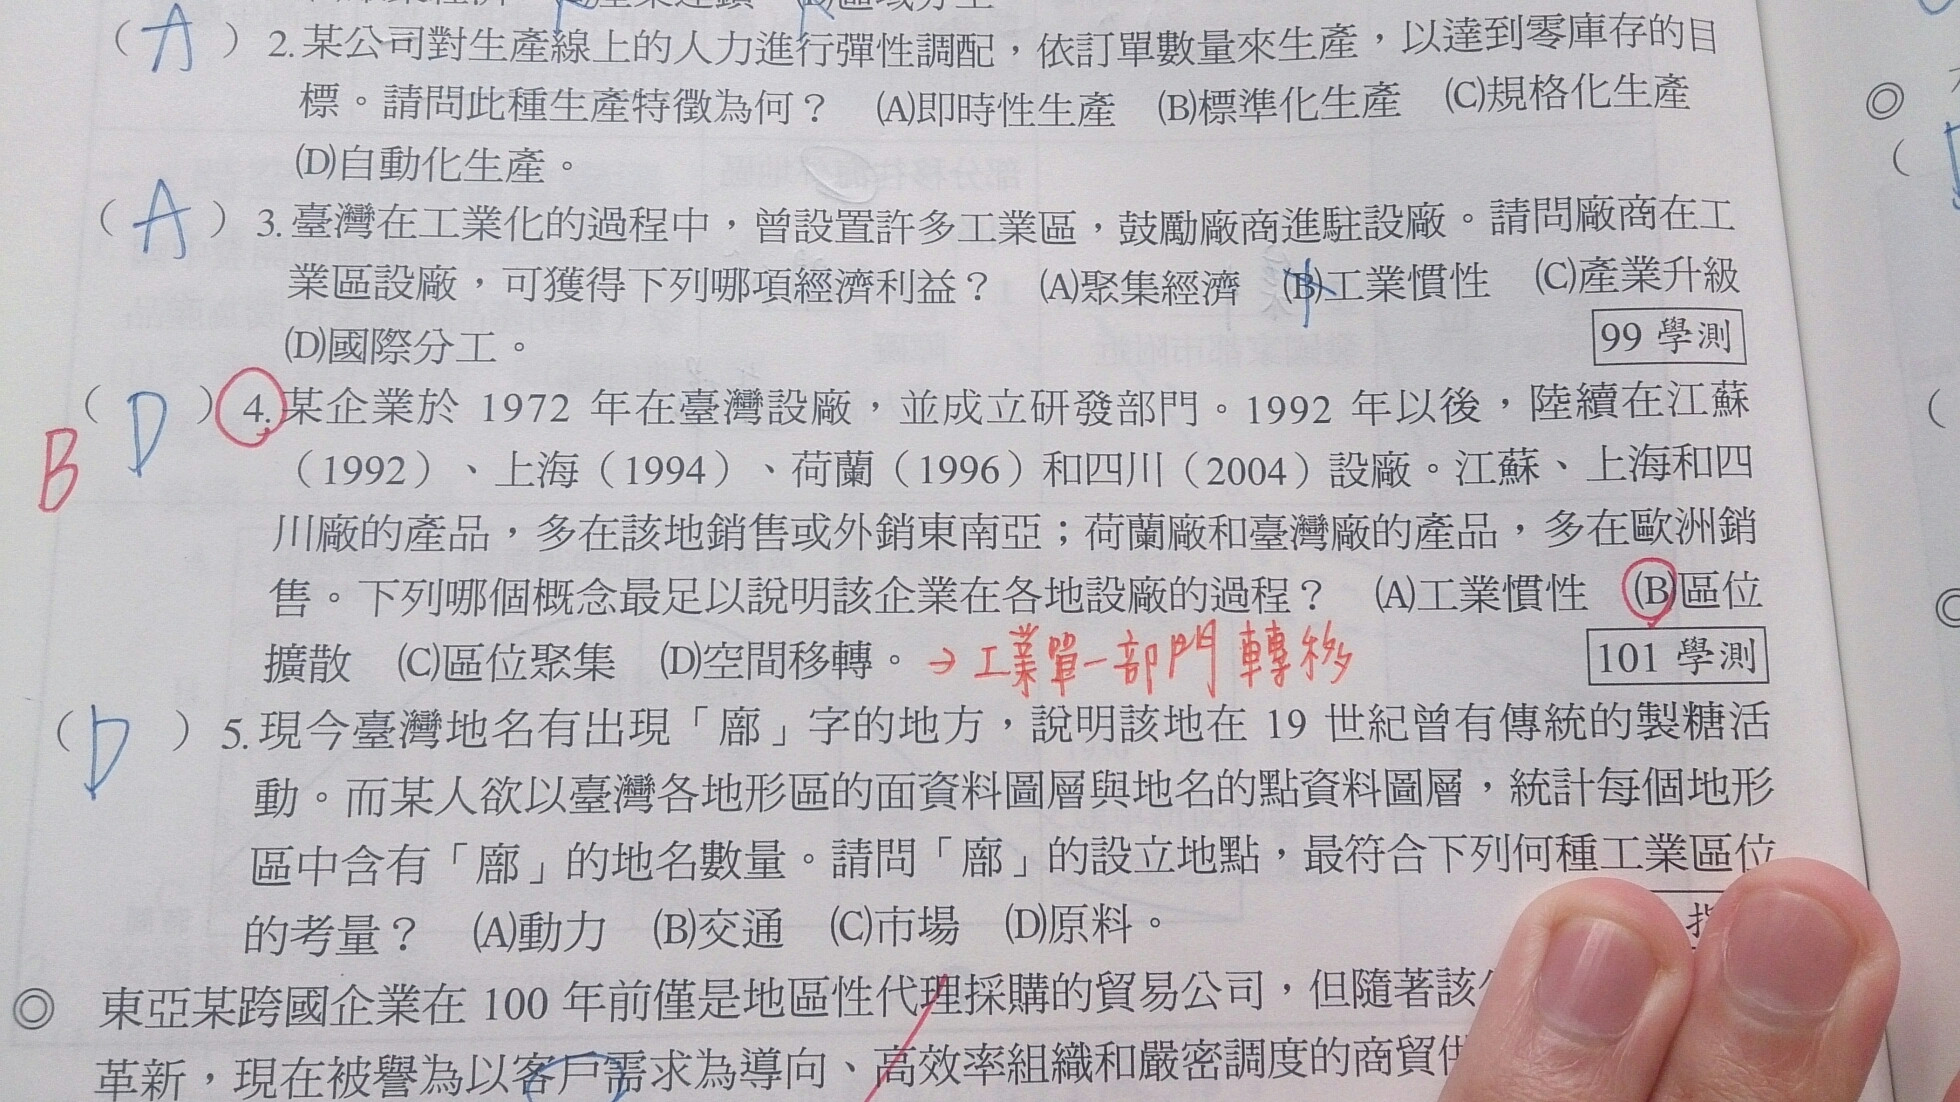 （A）2.某公司對生產線上的人力進行彈性調配，依訂單數量來生產，以達到零庫存的目
標。請問此種生產特徵為何？ (A)即時性生產 (B)標準化生產 (C)規格化生產
(D)自動化生產。
（A）3.臺灣在工業化的過程中，曾設置許多工業區，鼓勵廠商進駐設廠。請問廠商在工
業區設廠，可獲得下列哪項經濟利益？ (A)聚集經濟 (B)工業慣性 (C)產業升級
(D)國際分工。 99 學測
（D）4.某企業於 1972 年在臺灣設廠，並成立研發部門。1992 年以後，陸續在江蘇
B （1992）、上海（1994）、荷蘭（1996）和四川（2004）設廠。江蘇、上海和四
川廠的產品，多在該地銷售或外銷東南亞；荷蘭廠和臺灣廠的產品，多在歐洲銷
售。下列哪個概念最足以說明該企業在各地設廠的過程？ (A)工業慣性 (B)區位
擴散 (C)區位聚集 (D)空間移轉。→工業單一部門轉移 101 學測
（D）5.現今臺灣地名有出現「廍」字的地方，說明該地在 19 世紀曾有傳統的製糖活
動。而某人欲以臺灣各地形區的面資料圖層與地名的點資料圖層，統計每個地形
區中含有「廍」的地名數量。請問「廍」的設立地點，最符合下列何種工業區位
的考量？ (A)動力 (B)交通 (C)市場 (D)原料。
◎ 東亞某跨國企業在 100 年前僅是地區性代理採購的貿易公司，但隨著該
革新，現在被譽為以客戶需求為導向、高效率組織和嚴密調度的商貿供